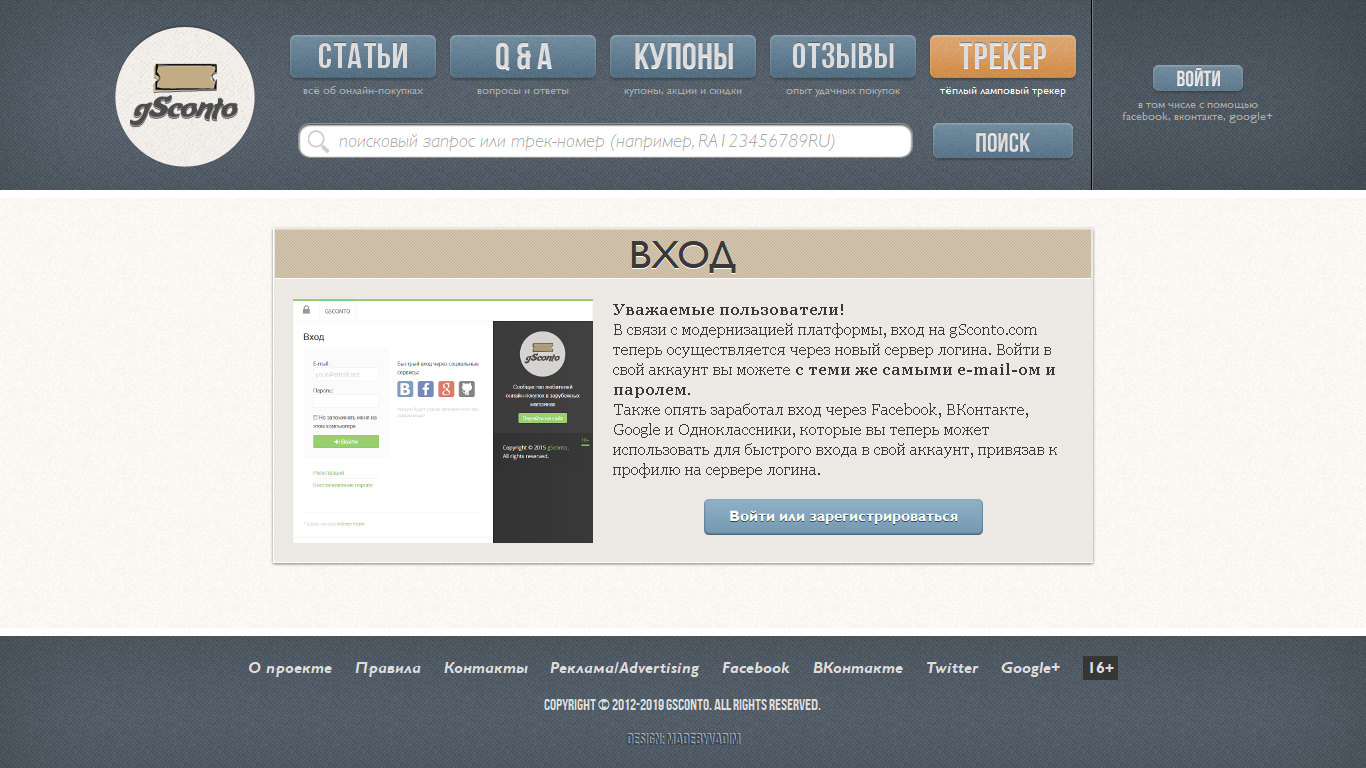 gSconto
СТАТЬИ
всё об онлайн-покупках
Q & A
вопросы и ответы
КУПОНЫ
купоны, акции и скидки
ОТЗЫВЫ
опыт удачных покупок
ТРЕКЕР
тёплый ламповый трекер
ВОЙТИ
в том числе с помощью
facebook, вконтакте, google+
поисковый запрос или трек-номер (например, RA123456789RU)
ПОИСК
ВХОД
GSCONTO
Вход
E-mail:
your@email.net
Пароль:
Не запоминать меня на
этом компьютере
Войти
Регистрация
Восстановление пароля
Быстрый вход через социальные
сервисы:
gSconto
Сообщество любителей
онлайн-покупок в зарубежных
магазинах
Перейти на сайт
18+
Copyright © 2015 gSconto.
All rights reserved.
Уважаемые пользователи!
В связи с модернизацией платформы, вход на gSconto.com
теперь осуществляется через новый сервер логина. Войти в
свой аккаунт вы можете с теми же самыми e-mail-ом и
паролем.
Также опять заработал вход через Facebook, ВКонтакте,
Google и Одноклассники, которые вы теперь может
использовать для быстрого входа в свой аккаунт, привязав к
профилю на сервере логина.
Войти или зарегистрироваться
О проекте Правила Контакты Реклама/Advertising Facebook ВКонтакте Twitter Google+ 16+
COPYRIGHT © 2012-2019 GSCONTO. ALL RIGHTS RESERVED.
DESIGN: MADEBYVADIM